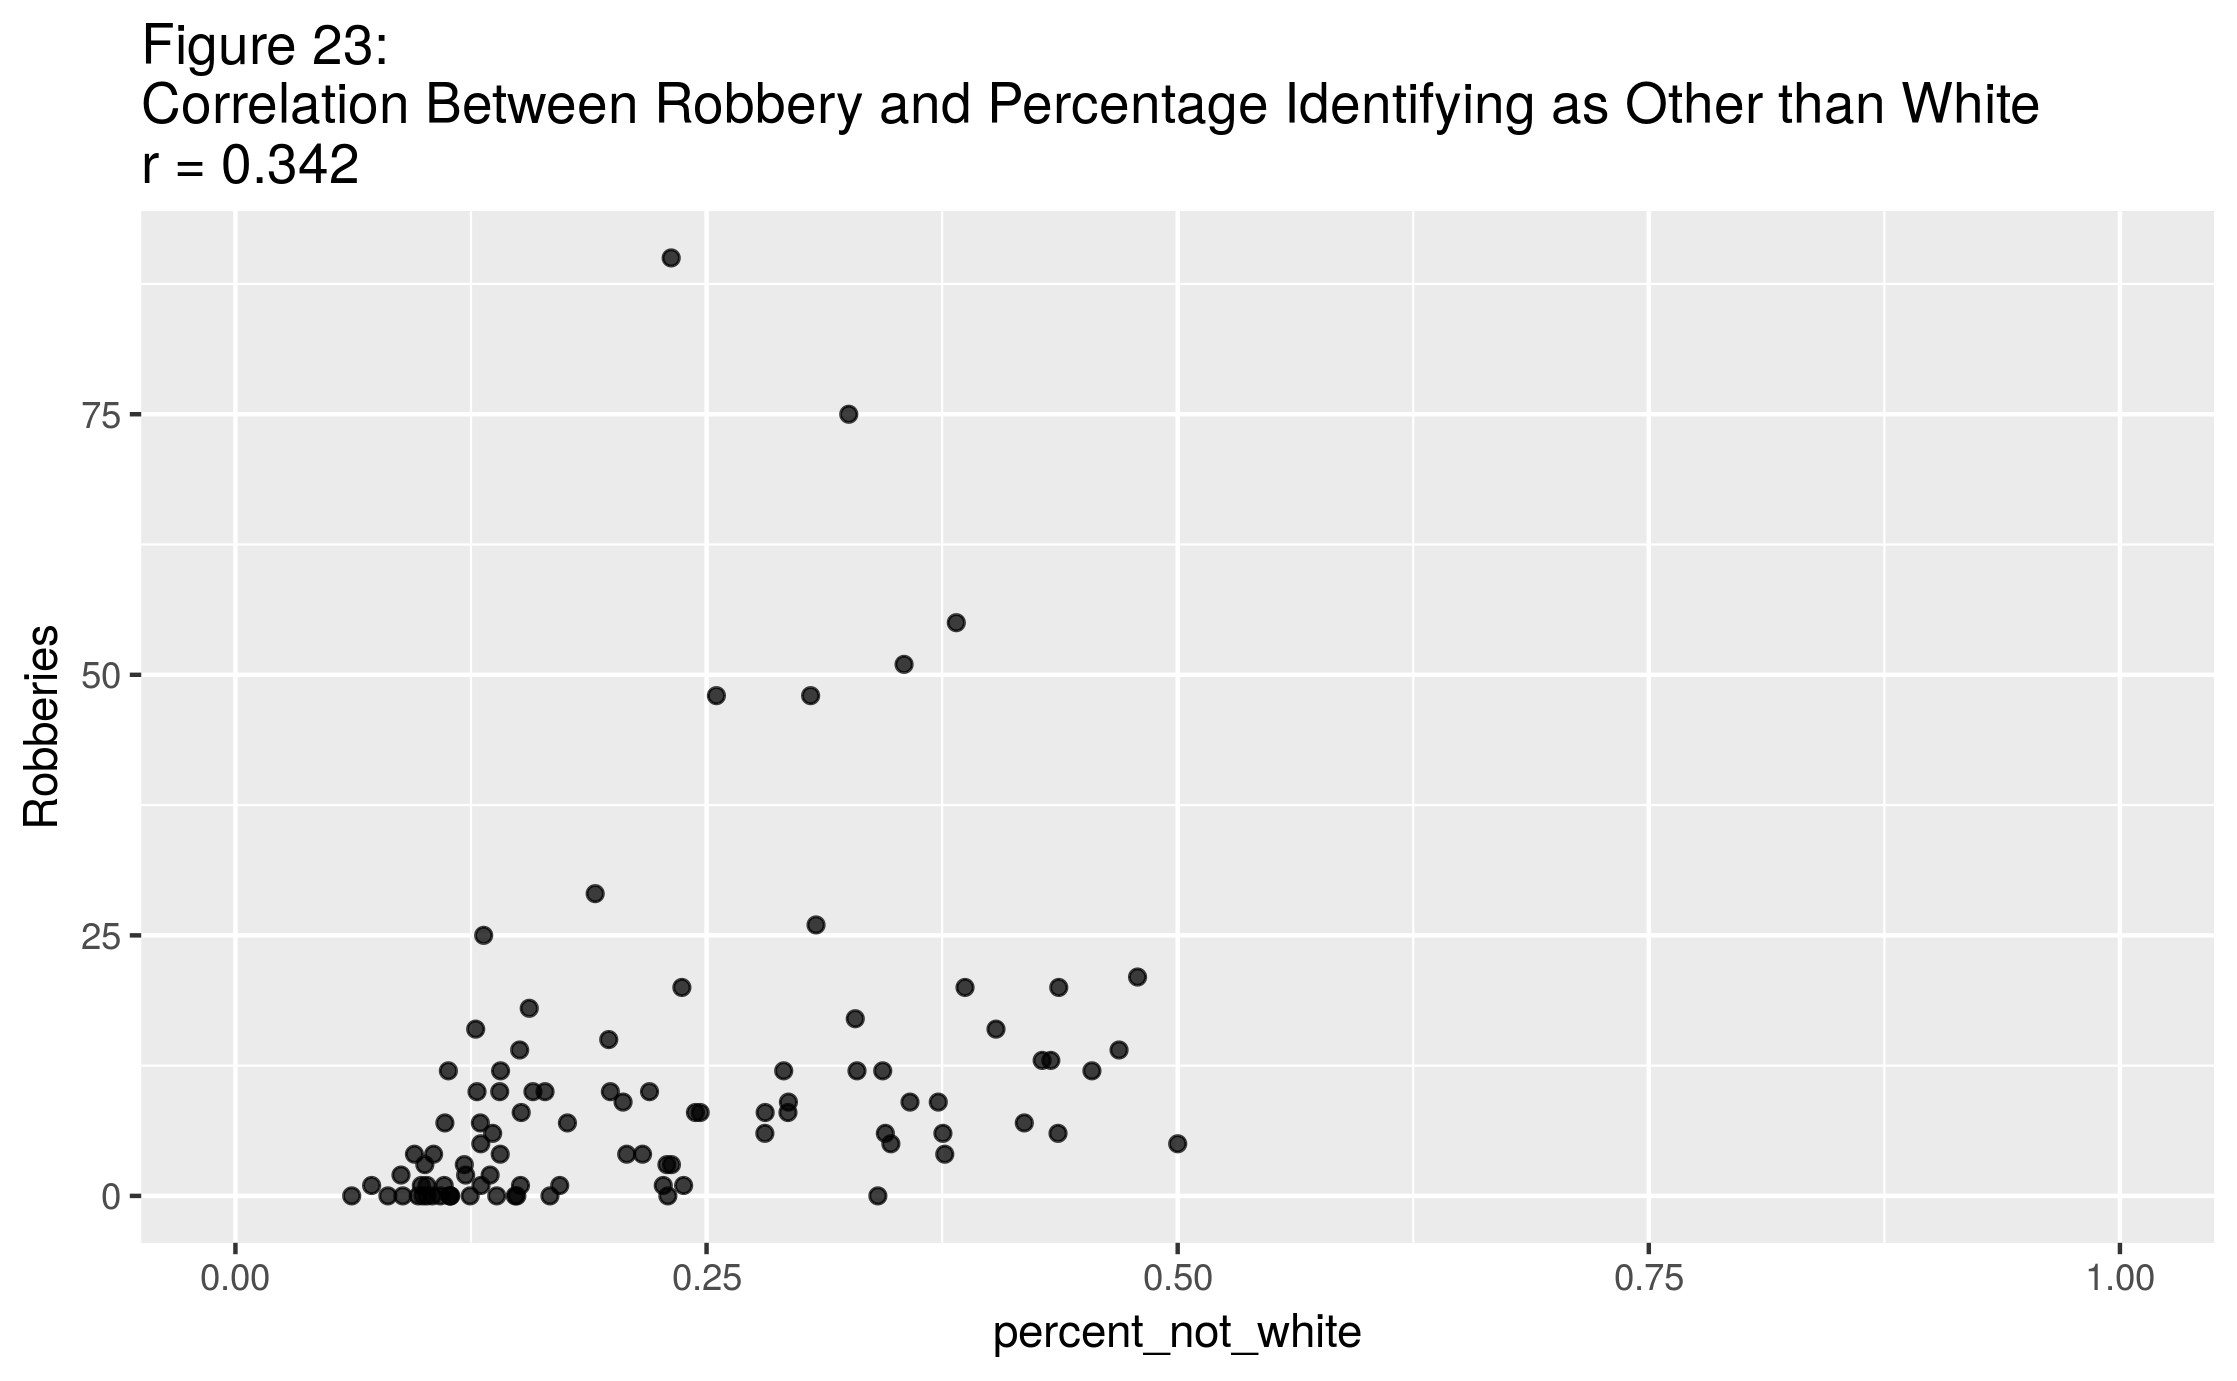 Figure 23:
Correlation Between Robbery and Percentage Identifying as Other than White
r = 0.342
Robberies
75
50
25
0
0.00 0.25 0.50 0.75 1.00
percent_not_white